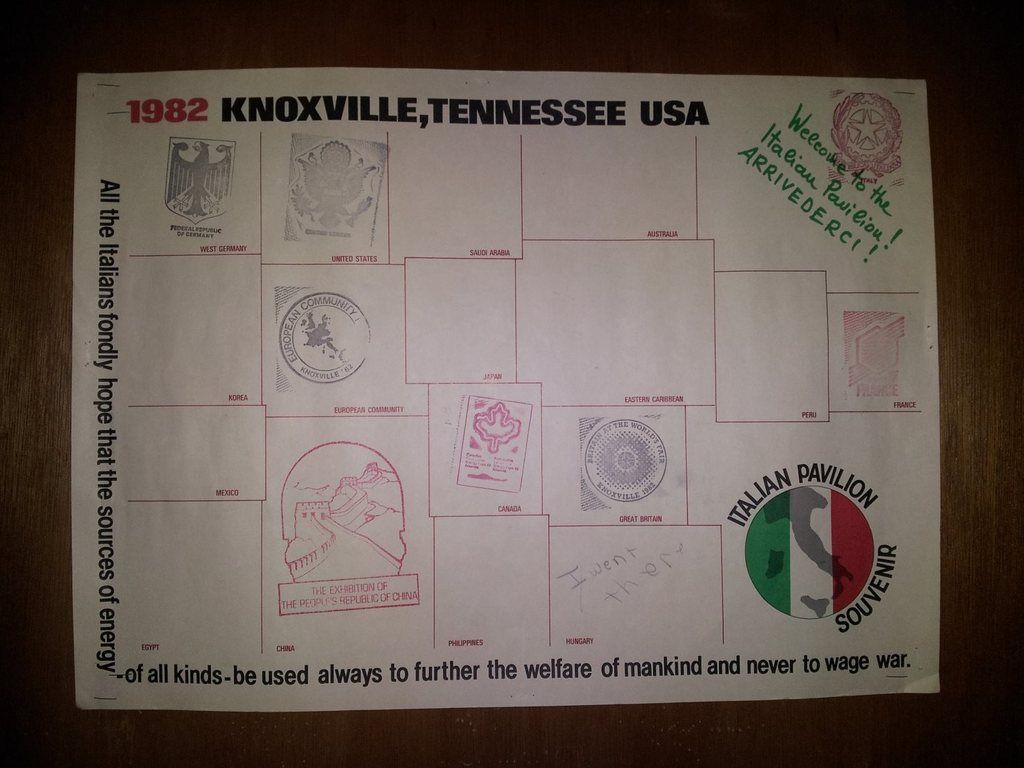 1982 KNOXVILLE,TENNESSEE USA
Welcome to the
Italian Pavilion!
ARRIVEDERCI!
ITALY
FEDERAL REPUBLIC
OF GERMANY
WEST GERMANY
UNITED STATES
SAUDI ARABIA
AUSTRALIA
KOREA
EUROPEAN COMMUNITY
KNOXVILLE '82
EUROPEAN COMMUNITY
JAPAN
EASTERN CARIBBEAN
PERU
FRANCE
FRANCE
MEXICO
CANADA
BRITAIN AT THE WORLD'S FAIR
KNOXVILLE 1982
GREAT BRITAIN
THE EXHIBITION OF
THE PEOPLE'S REPUBLIC OF CHINA
EGYPT
CHINA
PHILIPPINES
I went
there
HUNGARY
ITALIAN PAVILION
SOUVENIR
All the Italians fondly hope that the sources of energy
-of all kinds-be used always to further the welfare of mankind and never to wage war.